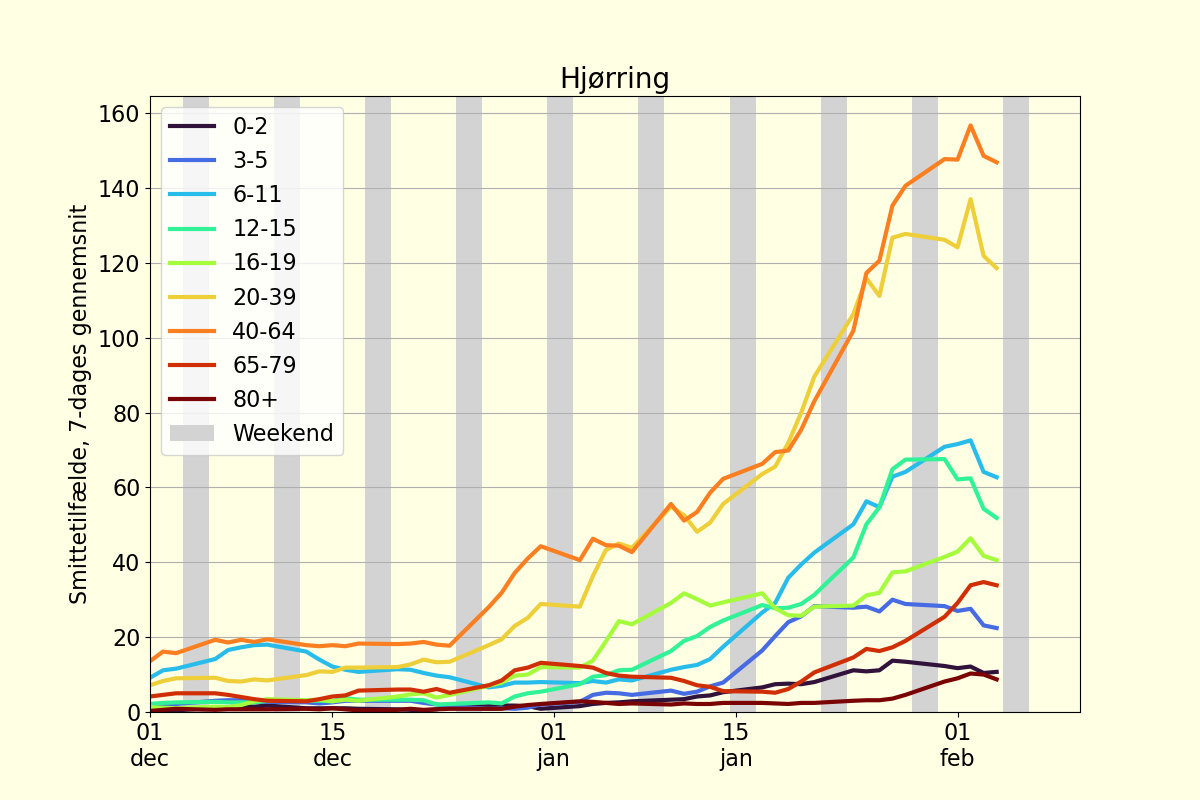 Hjørring
Smittetilfælde, 7-dages gennemsnit
160
140
120
100
80
60
40
20
0
0-2
3-5
6-11
12-15
16-19
20-39
40-64
65-79
80+
Weekend
01
dec
15
dec
01
jan
15
jan
01
feb